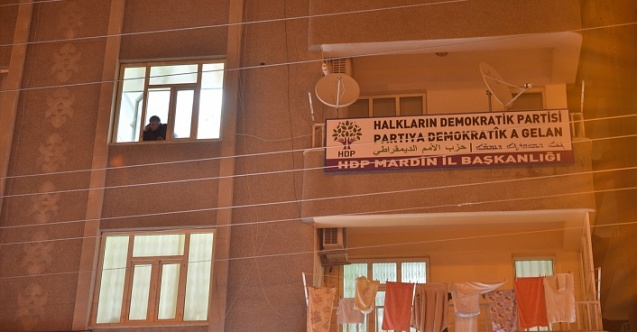 HALKLARIN DEMOKRATİK PARTİSİ
PARTIYA DEMOKRATÎK A GELAN
حزب الأمم الديمقراطي
HDP
HDP MARDİN İL BAŞKANLIĞI